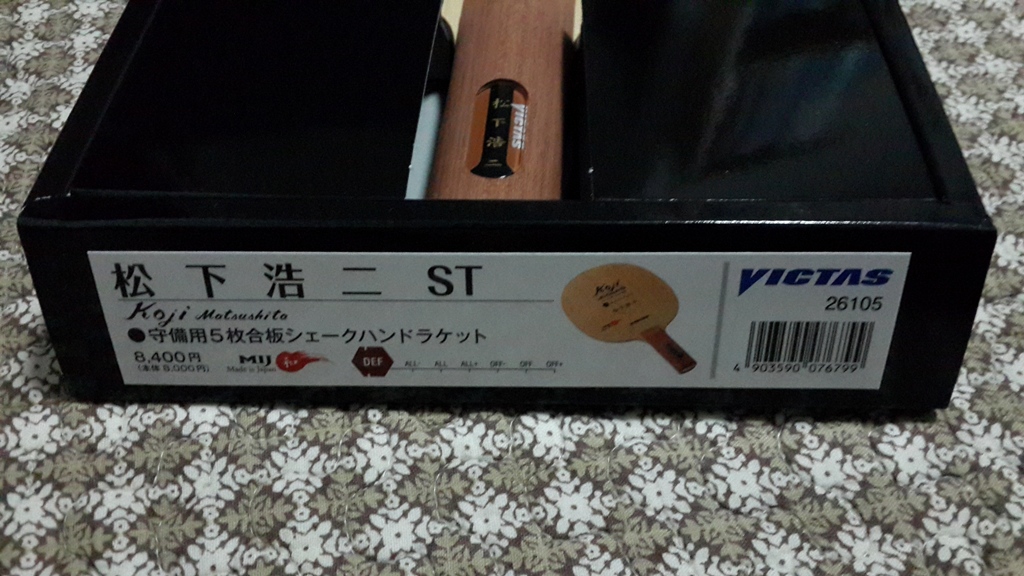 松下浩二
VICTAS
松下浩二 ST
Koji Matsushita
●守備用5枚合板シェークハンドラケット
8,400円
(本体 8,000円)
MIJ
Made in Japan
DEF
ALL- ALL ALL+ OFF- OFF OFF+
Koji
VICTAS
26105
4 903590 076799